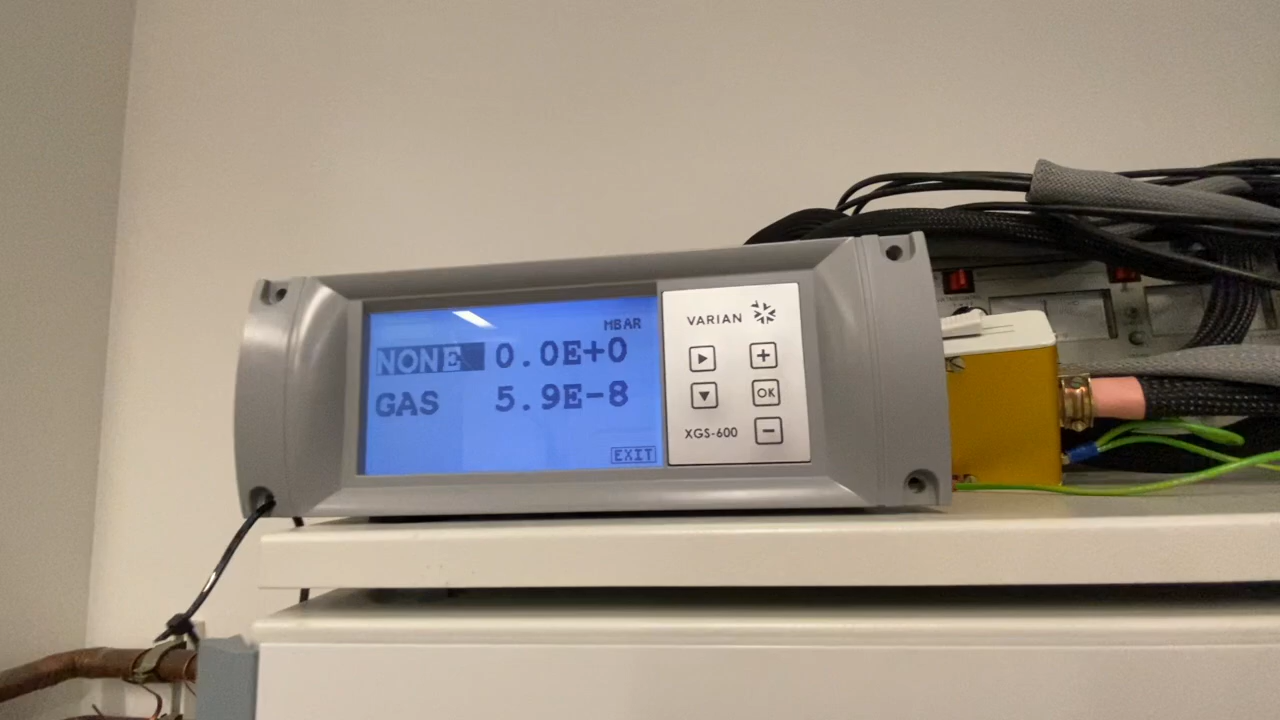 MBAR
NONE 0.0E+0
GAS 5.9E-8
EXIT
VARIAN
OK
XGS-600